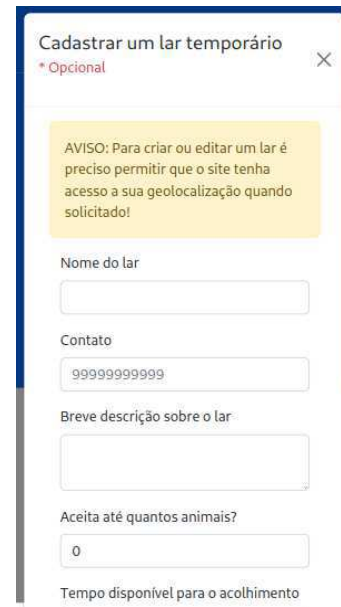 Cadastrar um lar temporário
* Opcional
AVISO: Para criar ou editar um lar é
preciso permitir que o site tenha
acesso a sua geolocalização quando
solicitado!
Nome do lar
Contato
99999999999
Breve descrição sobre o lar
Aceita até quantos animais?
0
Tempo disponível para o acolhimento